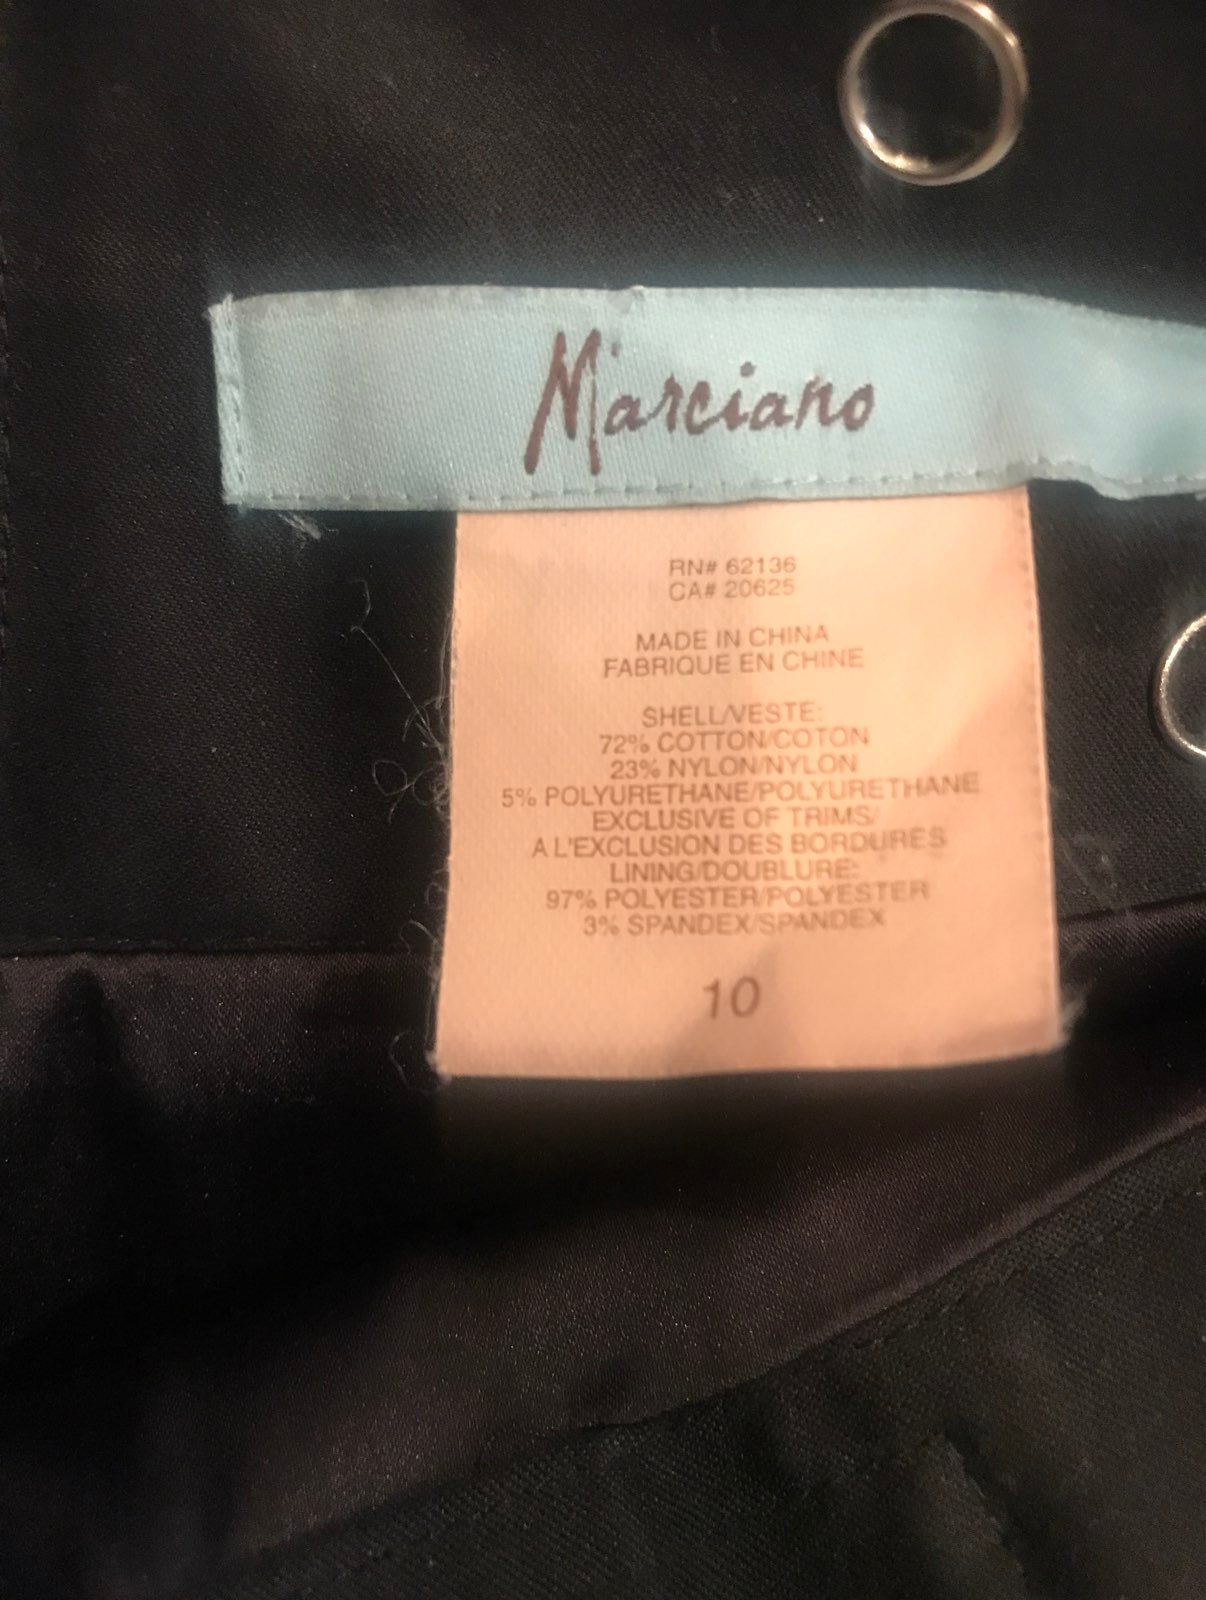 Marciano
RN# 62136
CA# 20625
MADE IN CHINA
FABRIQUE EN CHINE
SHELL/VESTE:
72% COTTON/COTON
23% NYLON/NYLON
5% POLYURETHANE/POLYURETHANE
EXCLUSIVE OF TRIMS/
A L'EXCLUSION DES BORDURES
LINING/DOUBLURE:
97% POLYESTER/POLYESTER
3% SPANDEX/SPANDEX
10